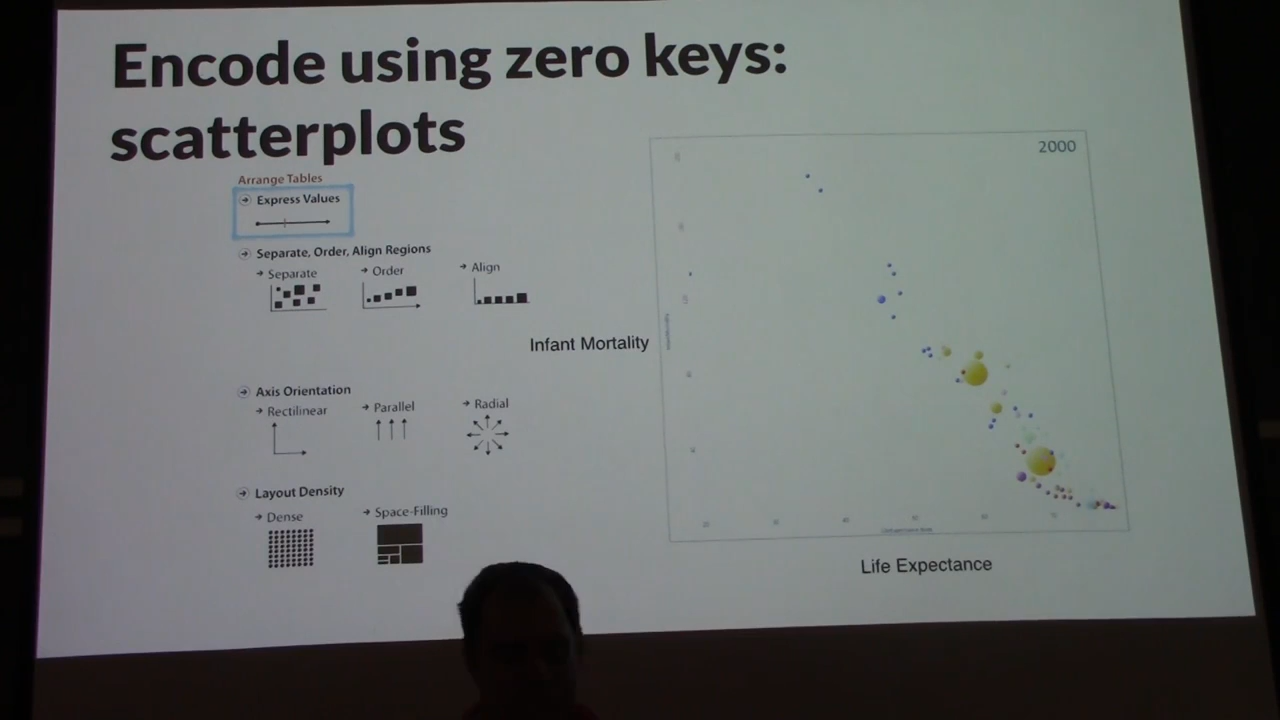 Encode using zero keys:
scatterplots
Arrange Tables
Express Values
Separate, Order, Align Regions
Separate
Order
Align
Axis Orientation
Rectilinear
Parallel
Radial
Layout Density
Dense
Space-Filling
2000
Infant Mortality
Life Expectance